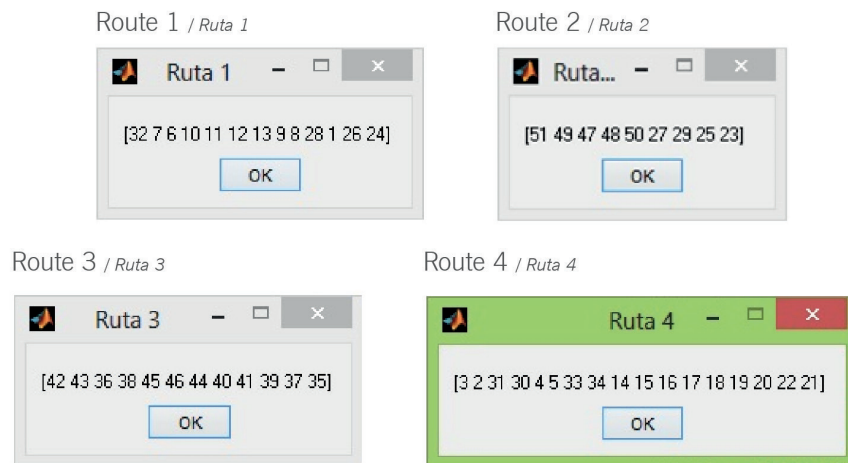 Route 1 / Ruta 1
Ruta 1
[32 7 6 10 11 12 13 9 8 28 1 26 24]
OK
Route 2 / Ruta 2
Ruta...
[51 49 47 48 50 27 29 25 23]
OK
Route 3 / Ruta 3
Ruta 3
[42 43 36 38 45 46 44 40 41 39 37 35]
OK
Route 4 / Ruta 4
Ruta 4
[3 2 31 30 4 5 33 34 14 15 16 17 18 19 20 22 21]
OK